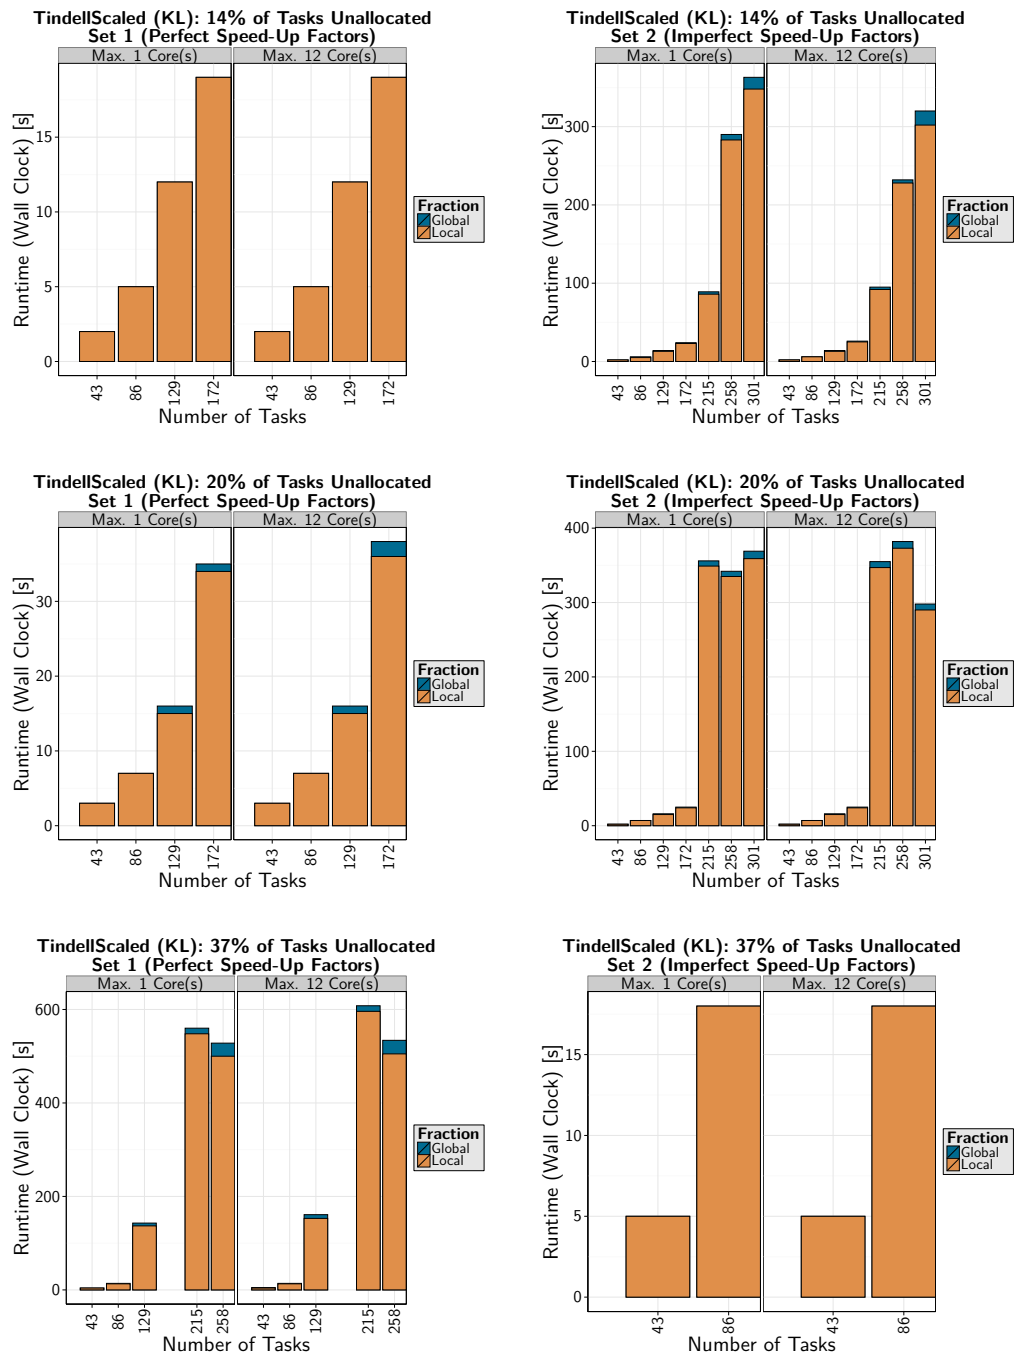 TindellScaled (KL): 14% of Tasks Unallocated
Set 1 (Perfect Speed-Up Factors)
Max. 1 Core(s)
Max. 12 Core(s)
Runtime (Wall Clock) [s]
15
10
5
0
43 86 129 172
43 86 129 172
Number of Tasks
Fraction
Global
Local
TindellScaled (KL): 14% of Tasks Unallocated
Set 2 (Imperfect Speed-Up Factors)
Max. 1 Core(s)
Max. 12 Core(s)
Runtime (Wall Clock) [s]
300
200
100
0
43 86 129 172 215 258 301
43 86 129 172 215 258 301
Number of Tasks
Fraction
Global
Local
TindellScaled (KL): 20% of Tasks Unallocated
Set 1 (Perfect Speed-Up Factors)
Max. 1 Core(s)
Max. 12 Core(s)
Runtime (Wall Clock) [s]
30
20
10
0
43 86 129 172
43 86 129 172
Number of Tasks
Fraction
Global
Local
TindellScaled (KL): 20% of Tasks Unallocated
Set 2 (Imperfect Speed-Up Factors)
Max. 1 Core(s)
Max. 12 Core(s)
Runtime (Wall Clock) [s]
400
300
200
100
0
43 86 129 172 215 258 301
43 86 129 172 215 258 301
Number of Tasks
Fraction
Global
Local
TindellScaled (KL): 37% of Tasks Unallocated
Set 1 (Perfect Speed-Up Factors)
Max. 1 Core(s)
Max. 12 Core(s)
Runtime (Wall Clock) [s]
600
400
200
0
43 86 129 215 258
43 86 129 215 258
Number of Tasks
Fraction
Global
Local
TindellScaled (KL): 37% of Tasks Unallocated
Set 2 (Imperfect Speed-Up Factors)
Max. 1 Core(s)
Max. 12 Core(s)
Runtime (Wall Clock) [s]
15
10
5
0
43 86
43 86
Number of Tasks
Fraction
Global
Local